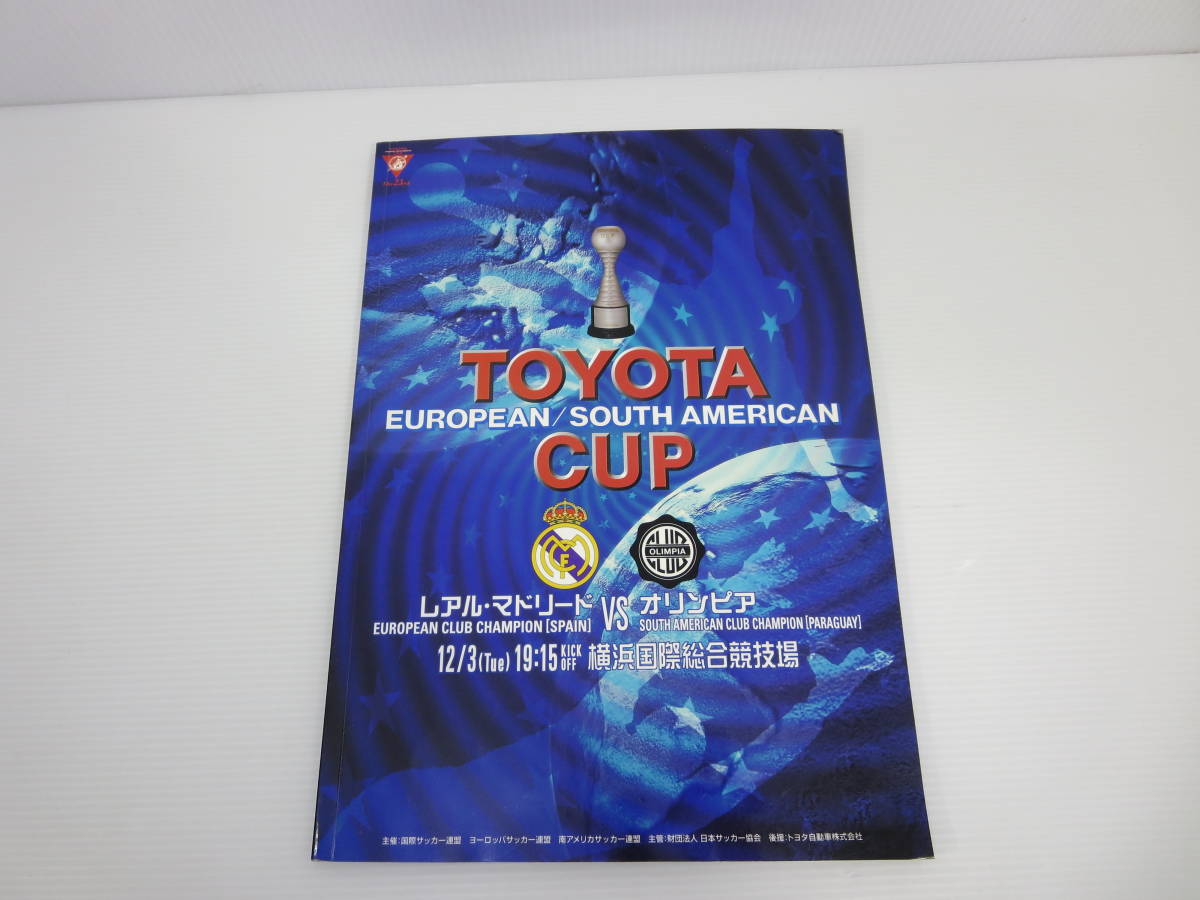 TOYOTA
EUROPEAN/SOUTH AMERICAN
CUP
CLUB
OLIMPIA
CLUB
レアル・マドリード VS オリンピア
EUROPEAN CLUB CHAMPION [SPAIN] SOUTH AMERICAN CLUB CHAMPION [PARAGUAY]
12/3(Tue) 19:15 KICK OFF 横浜国際総合競技場
主催:国際サッカー連盟 ヨーロッパサッカー連盟 南アメリカサッカー連盟 主管:財団法人 日本サッカー協会 後援:トヨタ自動車株式会社